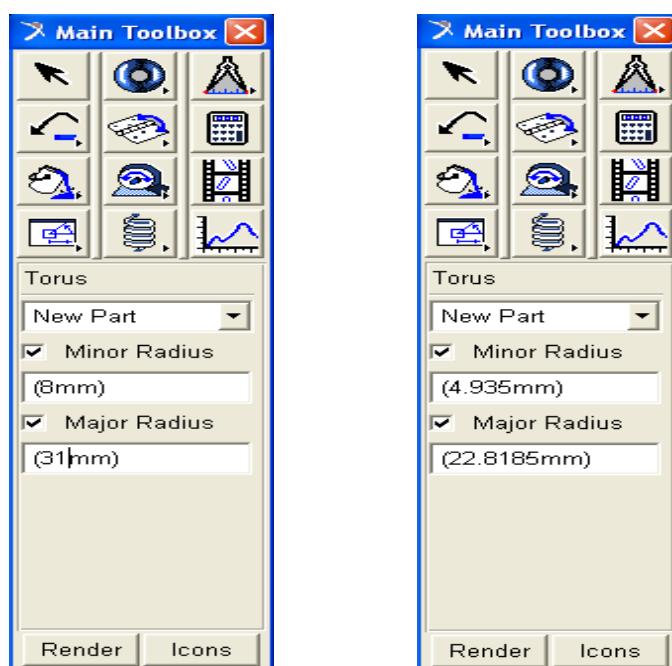 Main Toolbox
Torus
New Part
Minor Radius
(8mm)
Major Radius
(31mm)
Render Icons
Main Toolbox
Torus
New Part
Minor Radius
(4.935mm)
Major Radius
(22.8185mm)
Render Icons